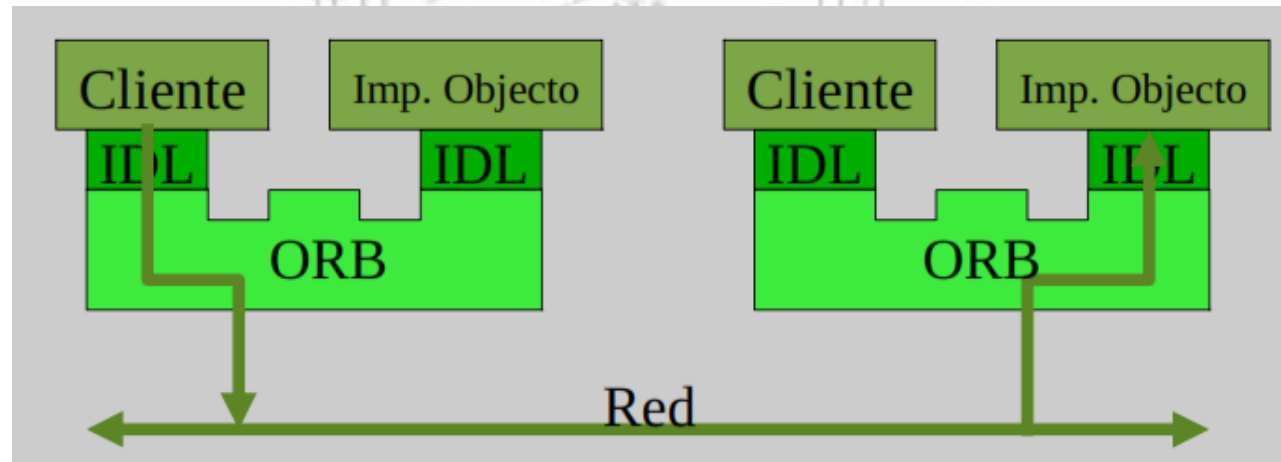 Cliente
Imp. Objecto
Cliente
Imp. Objecto
IDL
IDL
IDL
IDL
ORB
ORB
Red